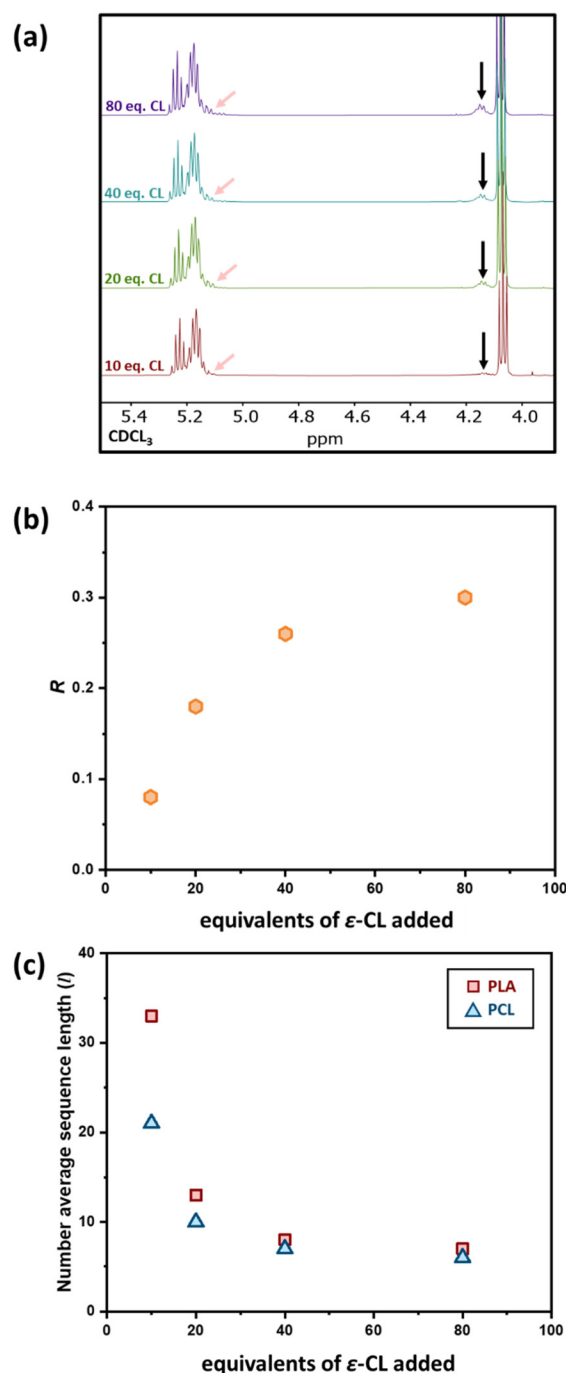 (a)
80 eq. CL
40 eq. CL
20 eq. CL
10 eq. CL
5.4 5.2 5.0 4.8 4.6 4.4 4.2 4.0
CDCL₃ ppm
(b)
0.4
0.3
0.2
0.1
0.0
R
0 20 40 60 80 100
equivalents of ε-CL added
(c)
40
30
20
10
0
Number average sequence length (l)
PLA
PCL
0 20 40 60 80 100
equivalents of ε-CL added